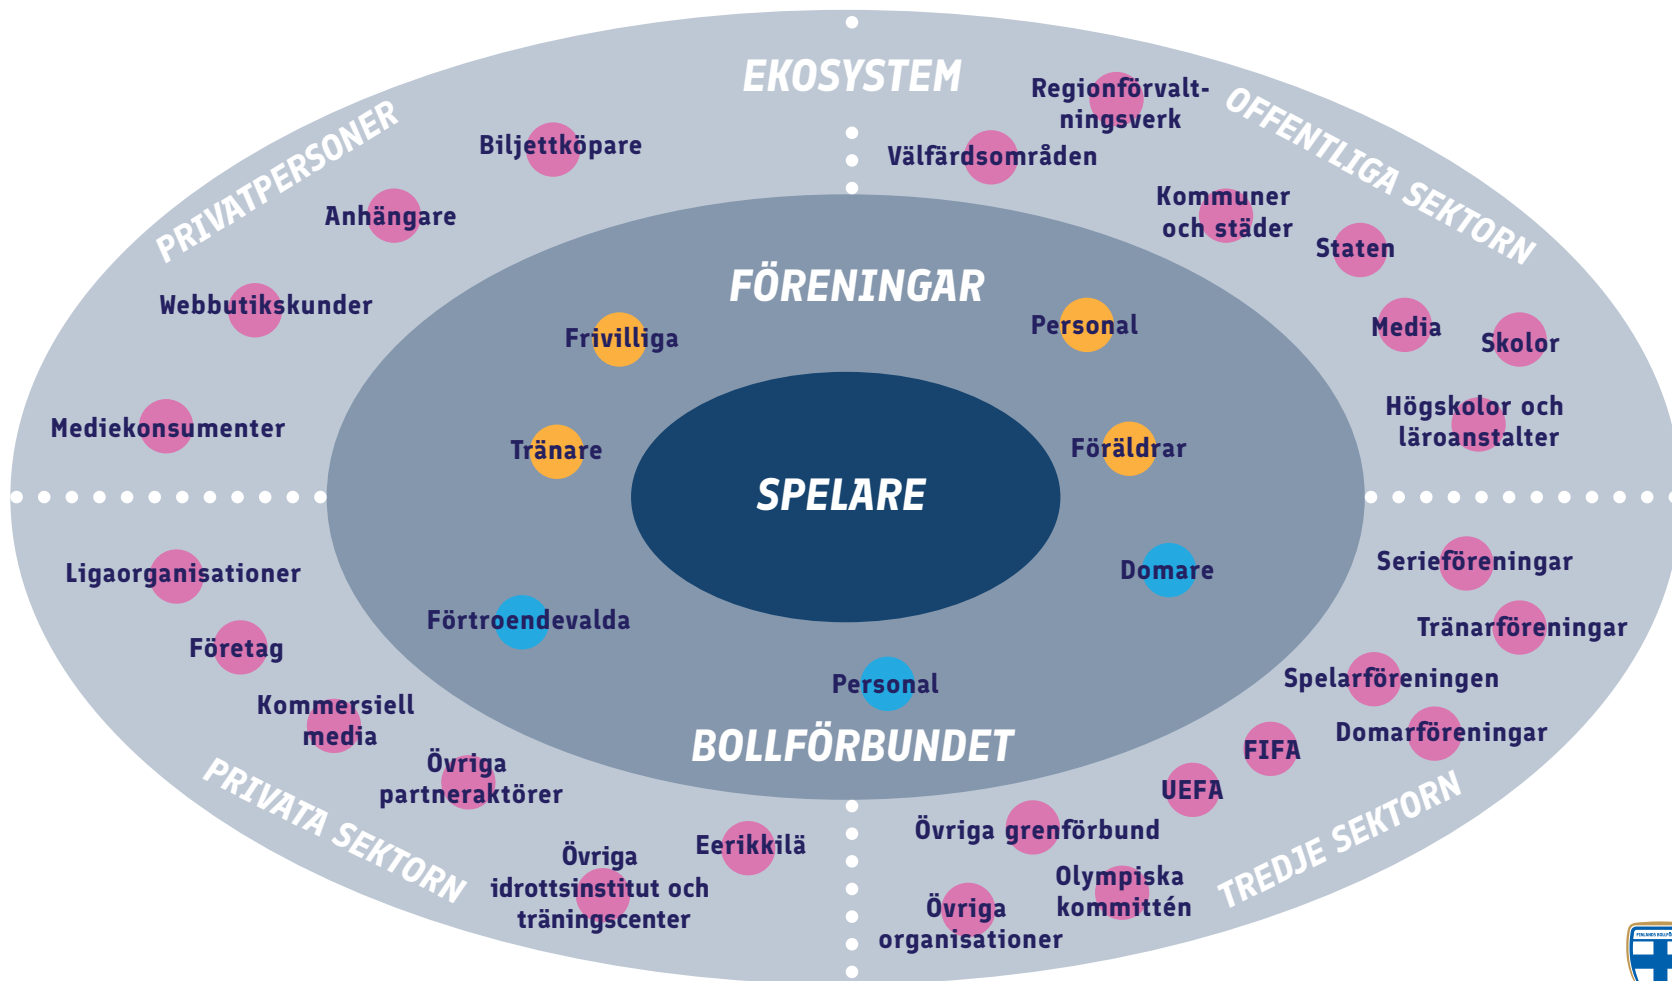 EKOSYSTEM
PRIVATPERSONER
Biljettköpare
Anhängare
Webbutikskunder
Mediekonsumenter
OFFENTLIGA SEKTORN
Regionförvalt-
ningsverk
Välfärdsområden
Kommuner
och städer
Staten
Media
Skolor
Högskolor och
läroanstalter
FÖRENINGAR
Frivilliga
Personal
Tränare
Föräldrar
SPELARE
Domare
Förtroendevalda
Personal
BOLLFÖRBUNDET
Ligaorganisationer
Företag
Kommersiell
media
Övriga
partneraktörer
Övriga
idrottsinstitut och
träningscenter
Eerikkilä
PRIVATA SEKTORN
Serieföreningar
Tränarföreningar
Spelarföreningen
Domarföreningar
FIFA
UEFA
Övriga grenförbund
Olympiska
kommittén
Övriga
organisationer
TREDJE SEKTORN